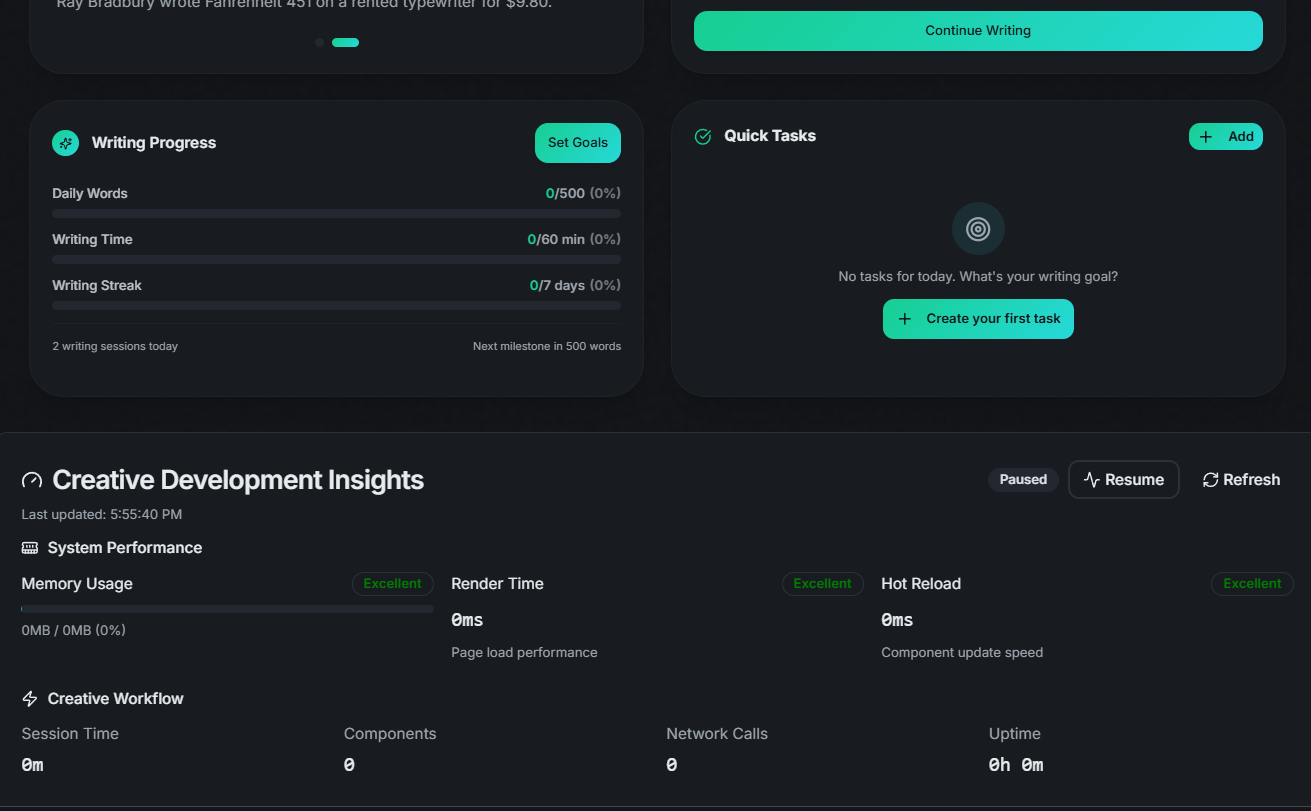 Ray Bradbury wrote Fahrenheit 451 on a rented typewriter for $9.80.
Continue Writing
Writing Progress
Set Goals
Daily Words
0/500 (0%)
Writing Time
0/60 min (0%)
Writing Streak
0/7 days (0%)
2 writing sessions today
Next milestone in 500 words
Quick Tasks
Add
No tasks for today. What's your writing goal?
Create your first task
Creative Development Insights
Paused
Resume
Refresh
Last updated: 5:55:40 PM
System Performance
Memory Usage
Excellent
0MB / 0MB (0%)
Render Time
Excellent
0ms
Page load performance
Hot Reload
Excellent
0ms
Component update speed
Creative Workflow
Session Time
0m
Components
0
Network Calls
0
Uptime
0h 0m